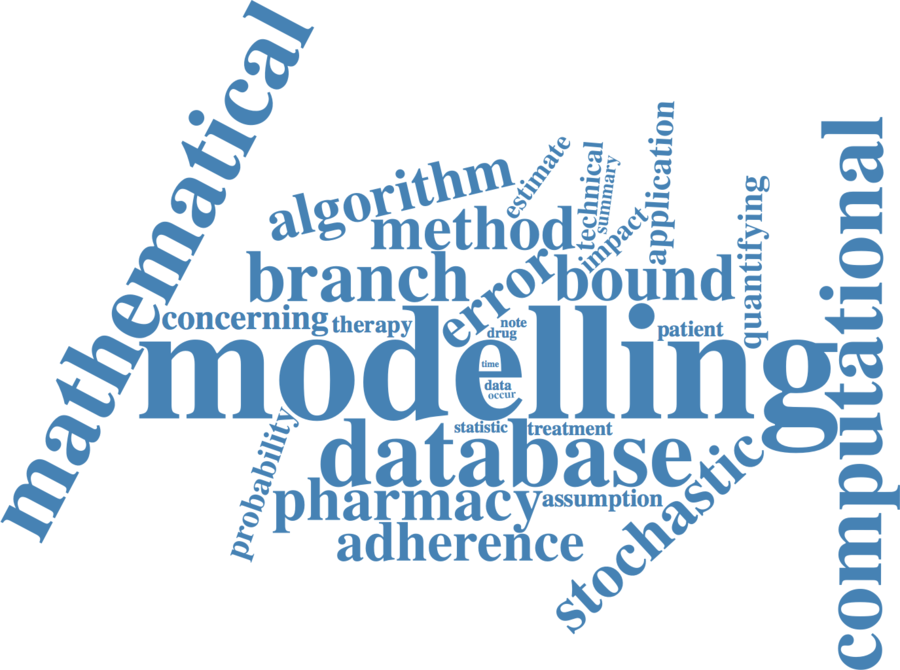 mathematical
algorithm
estimate
technical
summary
application
method
impact
quantifying
computational
branch
error
bound
concerning
therapy
note
drug
patient
modelling
time
data
occur
probability
statistic
treatment
database
pharmacy
assumption
stochastic
adherence